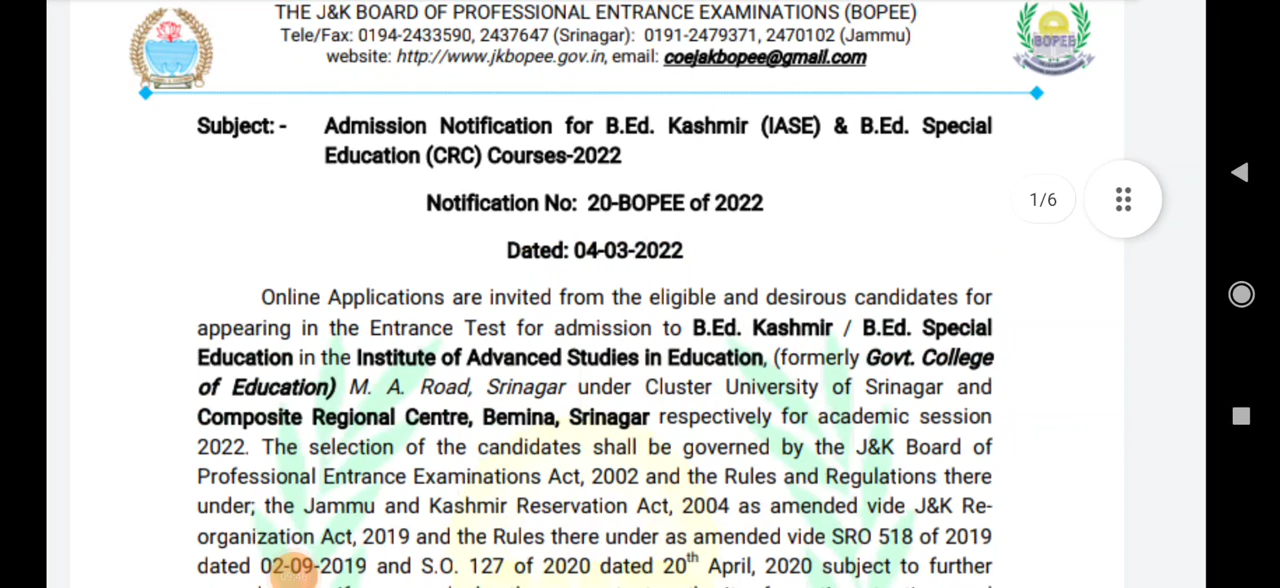 THE J&K BOARD OF PROFESSIONAL ENTRANCE EXAMINATIONS (BOPEE)
Tele/Fax: 0194-2433590, 2437647 (Srinagar): 0191-2479371, 2470102 (Jammu)
website: http://www.jkbopee.gov.in, email: coejakbopee@gmail.com
BOPEE
Subject: - Admission Notification for B.Ed. Kashmir (IASE) & B.Ed. Special
Education (CRC) Courses-2022
1/6
Notification No: 20-BOPEE of 2022
Dated: 04-03-2022
Online Applications are invited from the eligible and desirous candidates for
appearing in the Entrance Test for admission to B.Ed. Kashmir / B.Ed. Special
Education in the Institute of Advanced Studies in Education, (formerly Govt. College
of Education) M. A. Road, Srinagar under Cluster University of Srinagar and
Composite Regional Centre, Bemina, Srinagar respectively for academic session
2022. The selection of the candidates shall be governed by the J&K Board of
Professional Entrance Examinations Act, 2002 and the Rules and Regulations there
under; the Jammu and Kashmir Reservation Act, 2004 as amended vide J&K Re-
organization Act, 2019 and the Rules there under as amended vide SRO 518 of 2019
dated 02-09-2019 and S.O. 127 of 2020 dated 20th April, 2020 subject to further